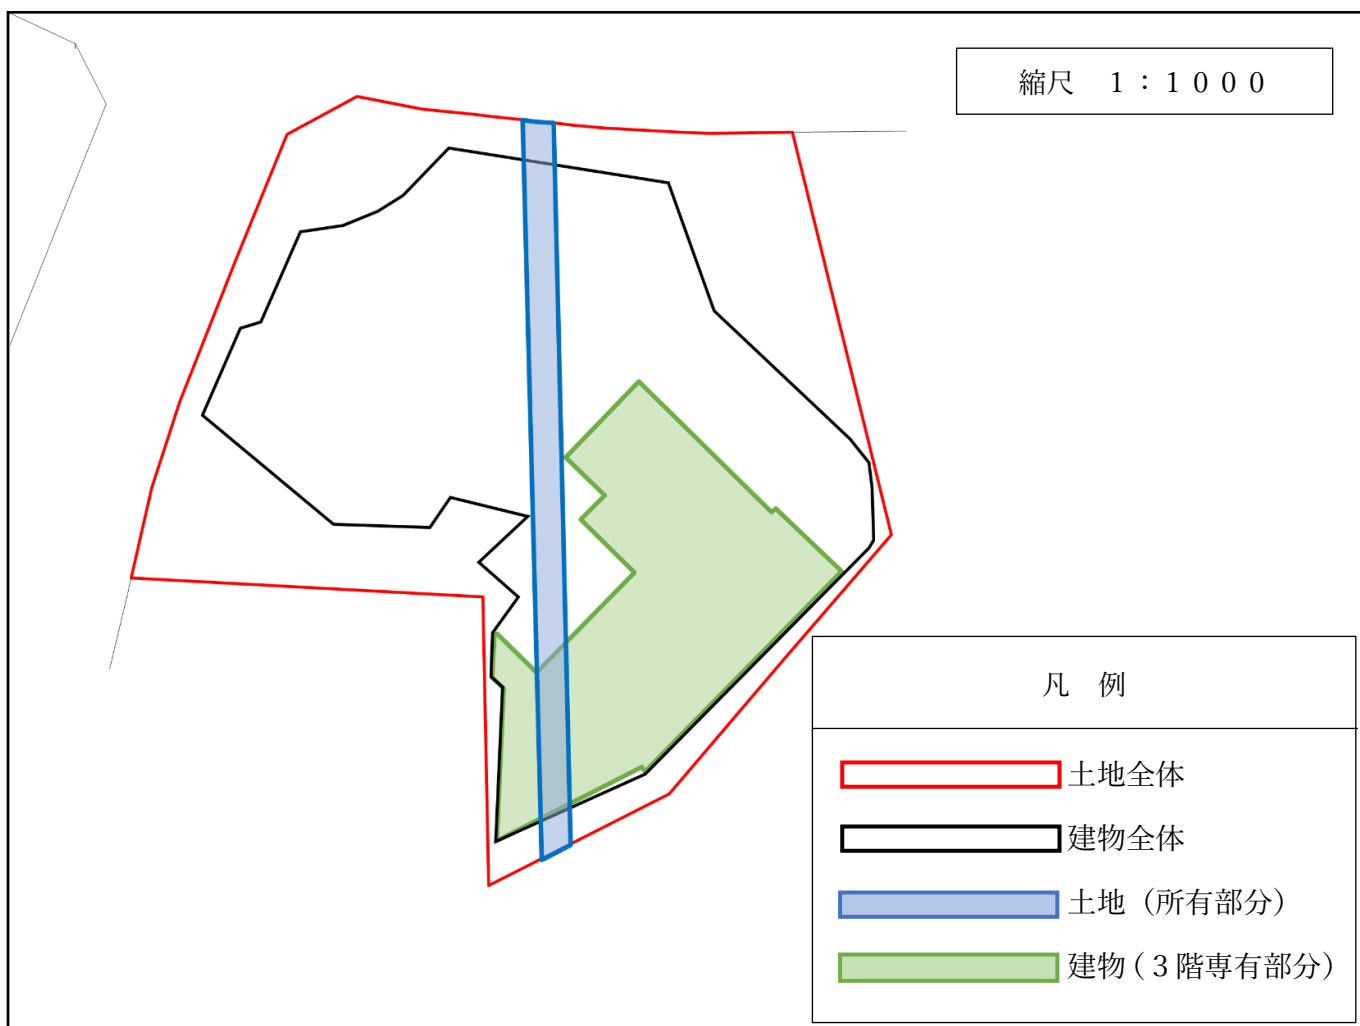 縮尺　１：１０００
凡　例
土地全体
建物全体
土地（所有部分）
建物(３階専有部分)